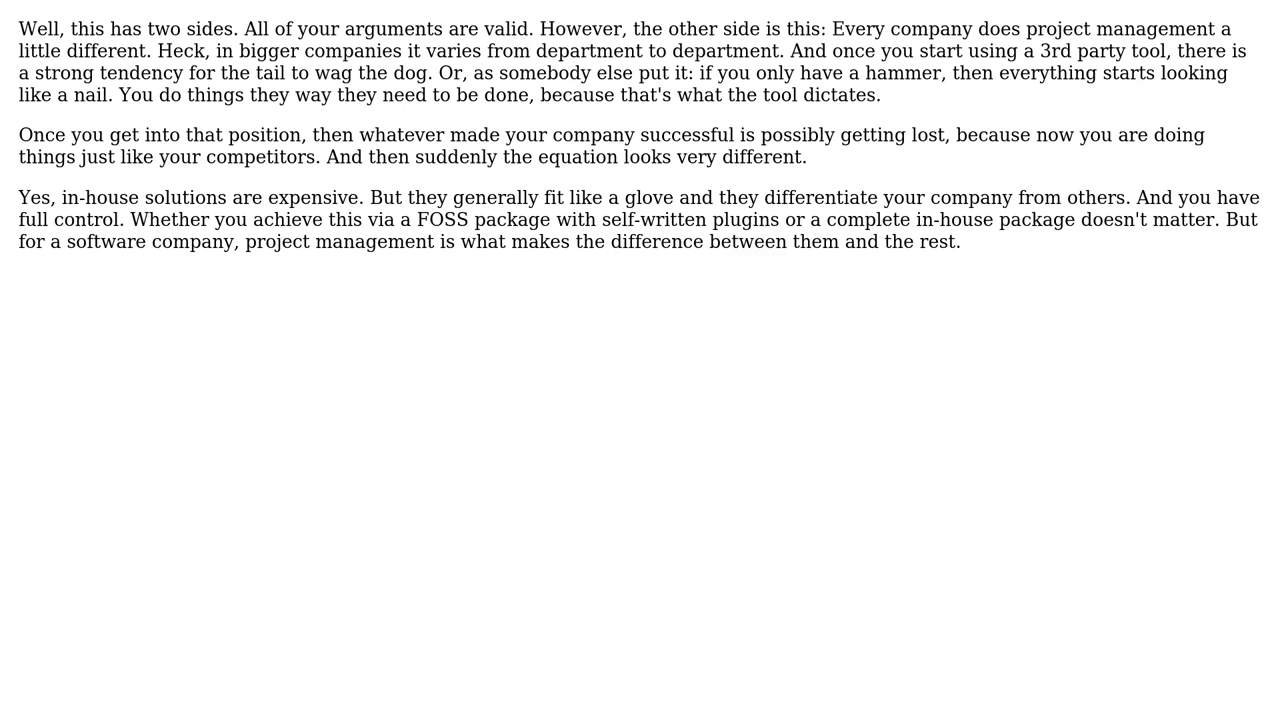 Well, this has two sides. All of your arguments are valid. However, the other side is this: Every company does project management a
little different. Heck, in bigger companies it varies from department to department. And once you start using a 3rd party tool, there is
a strong tendency for the tail to wag the dog. Or, as somebody else put it: if you only have a hammer, then everything starts looking
like a nail. You do things they way they need to be done, because that's what the tool dictates.
Once you get into that position, then whatever made your company successful is possibly getting lost, because now you are doing
things just like your competitors. And then suddenly the equation looks very different.
Yes, in-house solutions are expensive. But they generally fit like a glove and they differentiate your company from others. And you have
full control. Whether you achieve this via a FOSS package with self-written plugins or a complete in-house package doesn't matter. But
for a software company, project management is what makes the difference between them and the rest.